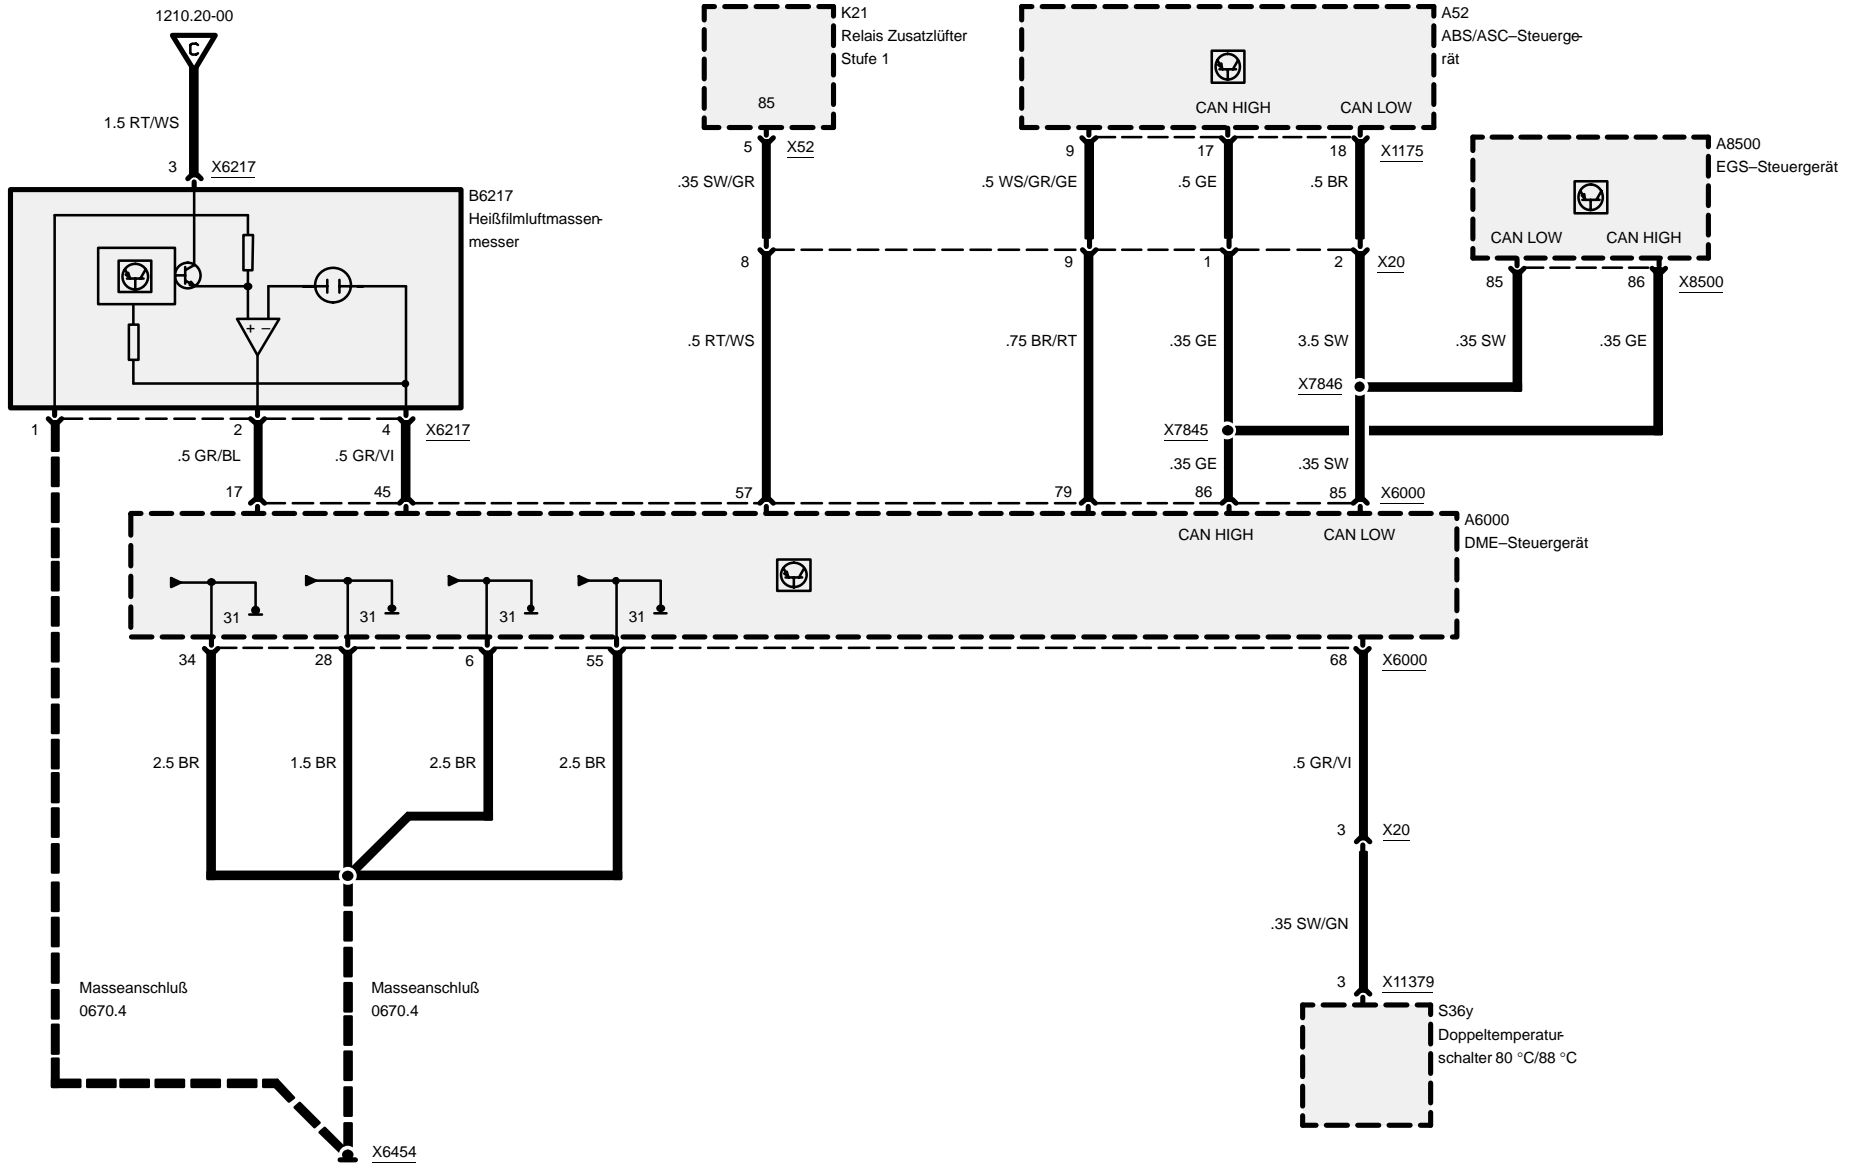 1210.20-00
C
1.5 RT/WS
3 X6217
B6217
Heißfilmluftmassen-
messer
+ −
1 2 4 X6217
.5 GR/BL .5 GR/VI
17 45
K21
Relais Zusatzlüfter
Stufe 1
85
5 X52
.35 SW/GR
8
.5 RT/WS
57
A52
ABS/ASC–Steuerge-
rät
CAN HIGH CAN LOW
9 17 18 X1175
.5 WS/GR/GE .5 GE .5 BR
9 1 2 X20
.75 BR/RT .35 GE 3.5 SW
A8500
EGS–Steuergerät
CAN LOW CAN HIGH
85 86 X8500
.35 SW .35 GE
X7846
X7845
.35 GE .35 SW
79 86 85 X6000
A6000
DME–Steuergerät
CAN HIGH CAN LOW
31 31 31 31
34 28 6 55 68 X6000
2.5 BR 1.5 BR 2.5 BR 2.5 BR .5 GR/VI
3 X20
.35 SW/GN
3 X11379
S36y
Doppeltemperatur-
schalter 80 °C/88 °C
Masseanschluß
0670.4
Masseanschluß
0670.4
X6454